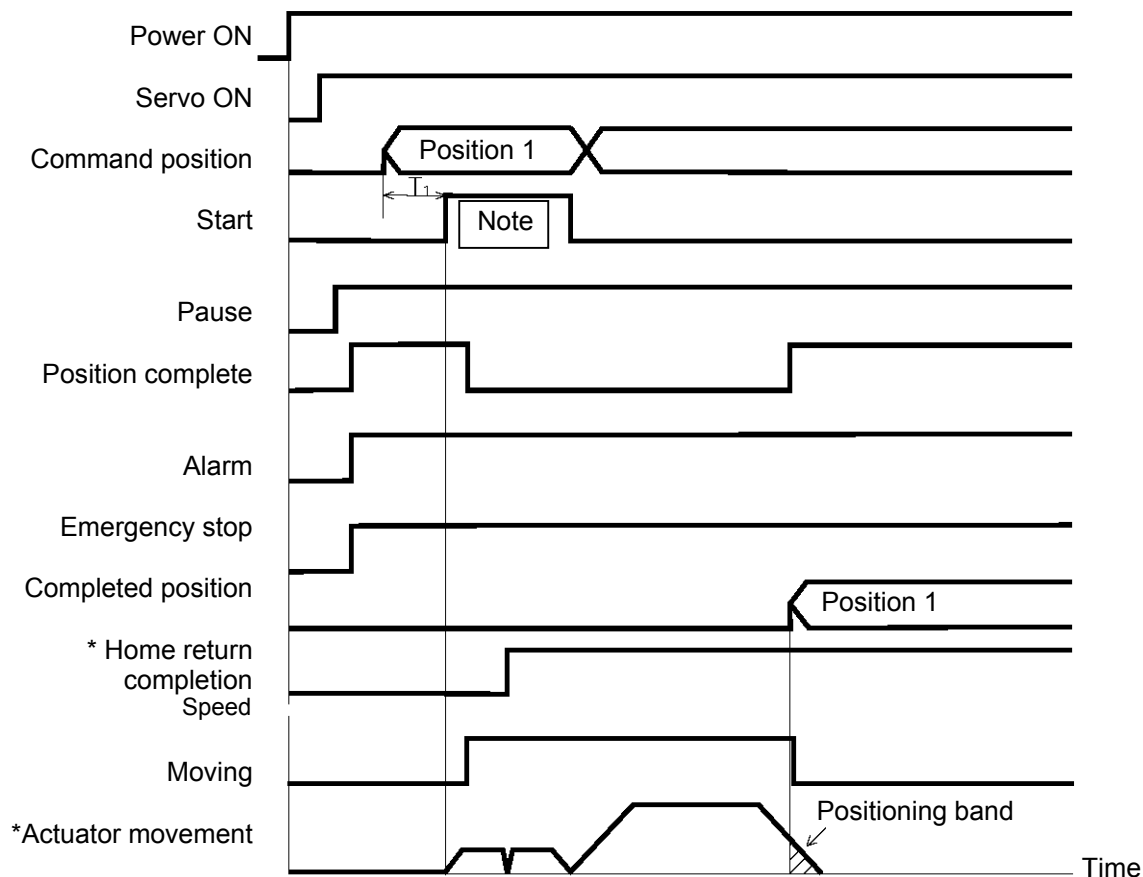 Power ON
Servo ON
Command position
Position 1
T₁
Start
Note
Pause
Position complete
Alarm
Emergency stop
Completed position
Position 1
* Home return
completion
Speed
Moving
Positioning band
*Actuator movement
Time